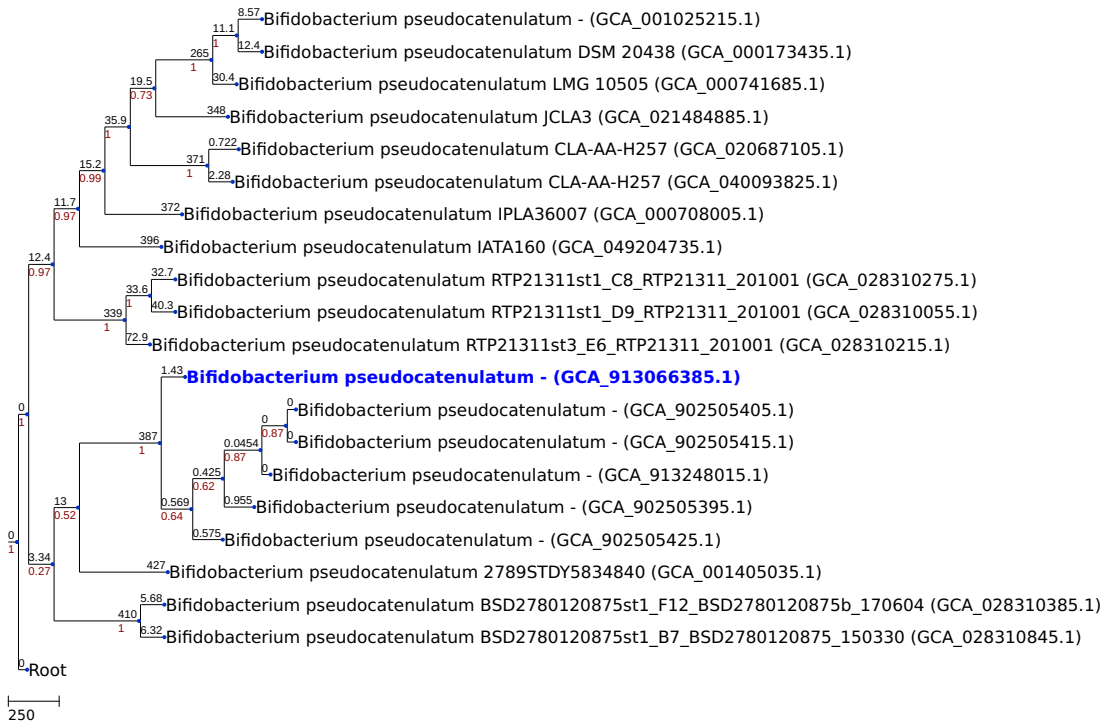 8.57
Bifidobacterium pseudocatenulatum - (GCA_001025215.1)
11.1
1
12.4
Bifidobacterium pseudocatenulatum DSM 20438 (GCA_000173435.1)
265
1
30.4
Bifidobacterium pseudocatenulatum LMG 10505 (GCA_000741685.1)
19.5
0.73
348
Bifidobacterium pseudocatenulatum JCLA3 (GCA_021484885.1)
35.9
1
0.722
Bifidobacterium pseudocatenulatum CLA-AA-H257 (GCA_020687105.1)
371
1
2.28
Bifidobacterium pseudocatenulatum CLA-AA-H257 (GCA_040093825.1)
15.2
0.99
372
Bifidobacterium pseudocatenulatum IPLA36007 (GCA_000708005.1)
11.7
0.97
396
Bifidobacterium pseudocatenulatum IATA160 (GCA_049204735.1)
12.4
0.97
32.7
Bifidobacterium pseudocatenulatum RTP21311st1_C8_RTP21311_201001 (GCA_028310275.1)
33.6
1
40.3
Bifidobacterium pseudocatenulatum RTP21311st1_D9_RTP21311_201001 (GCA_028310055.1)
339
1
72.9
Bifidobacterium pseudocatenulatum RTP21311st3_E6_RTP21311_201001 (GCA_028310215.1)
1.43
Bifidobacterium pseudocatenulatum - (GCA_913066385.1)
0
1
0
Bifidobacterium pseudocatenulatum - (GCA_902505405.1)
0
0.87
0
Bifidobacterium pseudocatenulatum - (GCA_902505415.1)
387
1
0.0454
0.87
0
Bifidobacterium pseudocatenulatum - (GCA_913248015.1)
0.425
0.62
0.955
Bifidobacterium pseudocatenulatum - (GCA_902505395.1)
13
0.52
0.569
0.64
0.575
Bifidobacterium pseudocatenulatum - (GCA_902505425.1)
0
1
3.34
0.27
427
Bifidobacterium pseudocatenulatum 2789STDY5834840 (GCA_001405035.1)
5.68
Bifidobacterium pseudocatenulatum BSD2780120875st1_F12_BSD2780120875b_170604 (GCA_028310385.1)
410
1
6.32
Bifidobacterium pseudocatenulatum BSD2780120875st1_B7_BSD2780120875_150330 (GCA_028310845.1)
0
Root
250